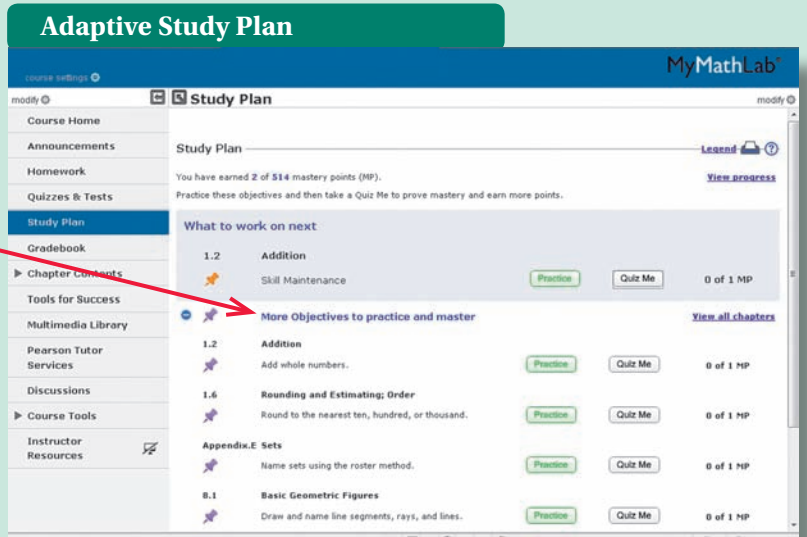 Adaptive Study Plan
MyMathLab®
course settings
modify
Study Plan
modify
Course Home
Announcements
Homework
Quizzes & Tests
Study Plan
Gradebook
Chapter Contents
Tools for Success
Multimedia Library
Pearson Tutor
Services
Discussions
Course Tools
Instructor
Resources
Study Plan
Legend
You have earned 2 of 514 mastery points (MP).
View progress
Practice these objectives and then take a Quiz Me to prove mastery and earn more points.
What to work on next
1.2 Addition
Skill Maintenance Practice Quiz Me 0 of 1 MP
More Objectives to practice and master View all chapters
1.2 Addition
Add whole numbers. Practice Quiz Me 0 of 1 MP
1.6 Rounding and Estimating; Order
Round to the nearest ten, hundred, or thousand. Practice Quiz Me 0 of 1 MP
Appendix.E Sets
Name sets using the roster method. Practice Quiz Me 0 of 1 MP
8.1 Basic Geometric Figures
Draw and name line segments, rays, and lines. Practice Quiz Me 0 of 1 MP